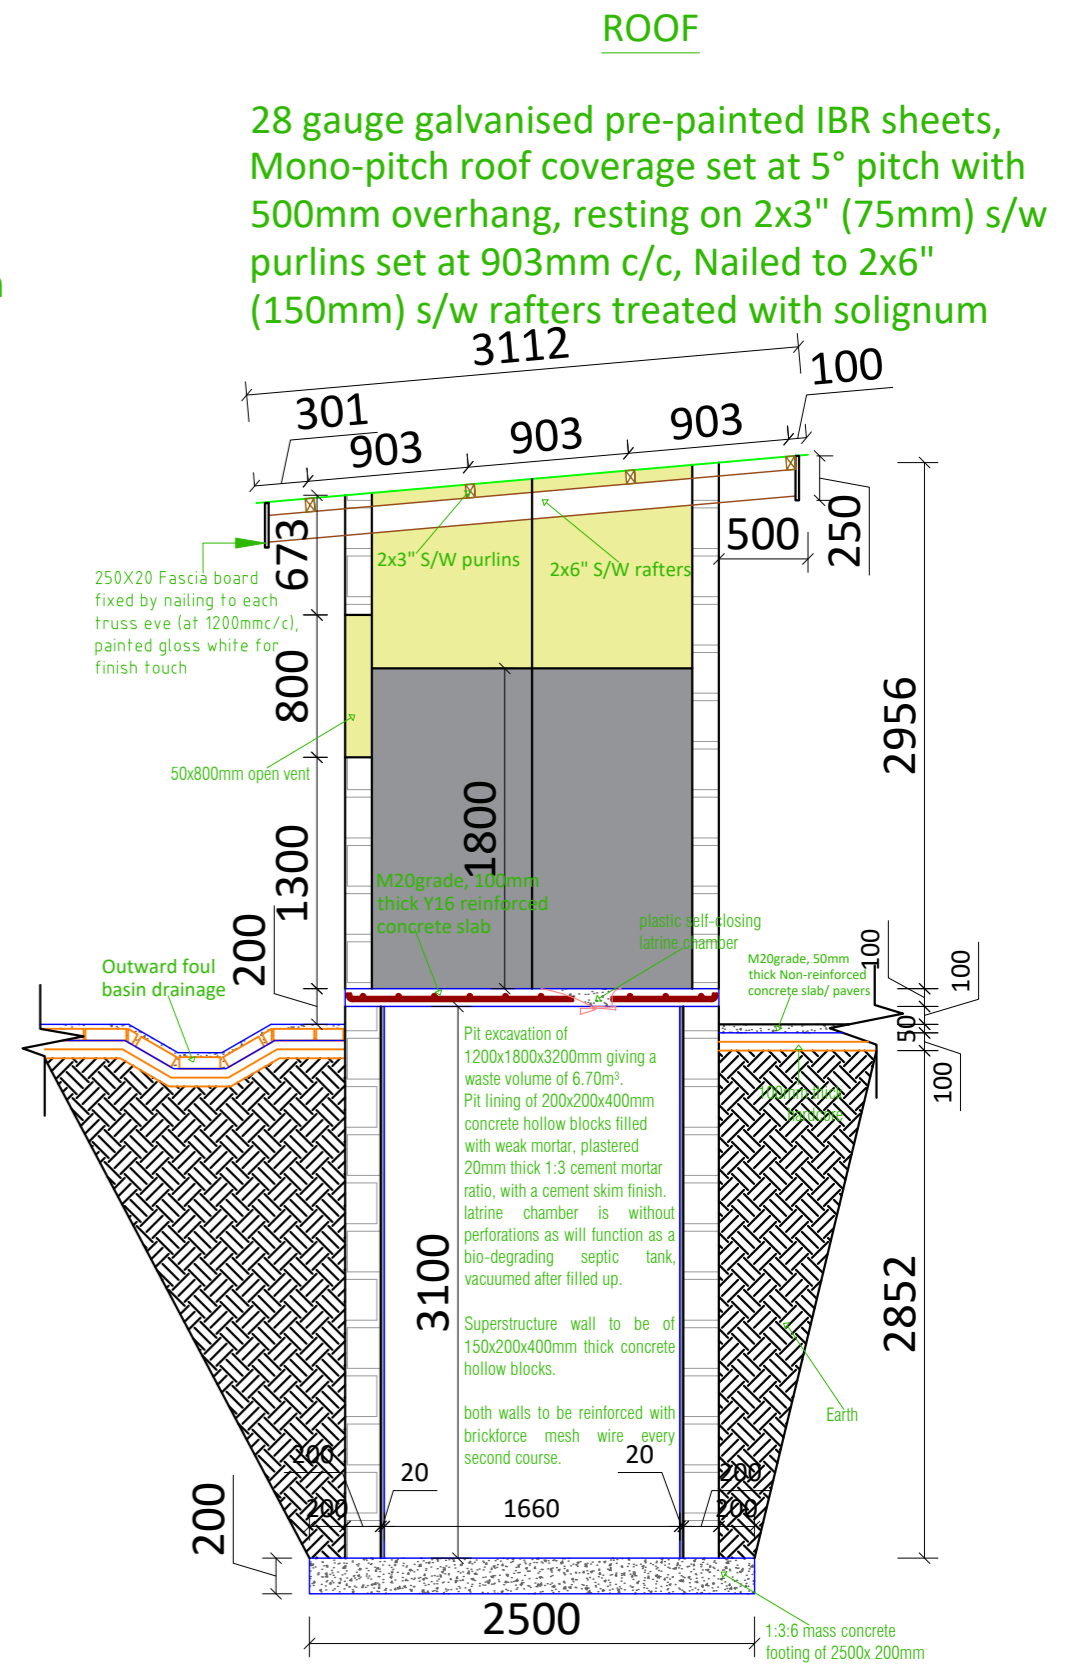 ROOF
28 gauge galvanised pre-painted IBR sheets,
Mono-pitch roof coverage set at 5° pitch with
500mm overhang, resting on 2x3" (75mm) s/w
purlins set at 903mm c/c, Nailed to 2x6"
(150mm) s/w rafters treated with solignum
3112
100
301
903
903
903
250
500
673
2x3" S/W purlins
2x6" S/W rafters
250X20 Fascia board
fixed by nailing to each
truss eve (at 1200mmc/c),
painted gloss white for
finish touch
800
2956
50x800mm open vent
1800
1300
M20grade, 100mm
thick Y16 reinforced
concrete slab
plastic self-closing
latrine chamber
200
Outward foul
basin drainage
M20grade, 50mm
thick Non-reinforced
concrete slab/ pavers
100
100
50
100
100mm thick
hardcore
Pit excavation of
1200x1800x3200mm giving a
waste volume of 6.70m³.
Pit lining of 200x200x400mm
concrete hollow blocks filled
with weak mortar, plastered
20mm thick 1:3 cement mortar
ratio, with a cement skim finish.
latrine chamber is without
perforations as will function as a
bio-degrading septic tank,
vacuumed after filled up.
Superstructure wall to be of
150x200x400mm thick concrete
hollow blocks.
both walls to be reinforced with
brickforce mesh wire every
second course.
3100
2852
Earth
200
20
20
200
200
1660
200
200
2500
1:3:6 mass concrete
footing of 2500x 200mm